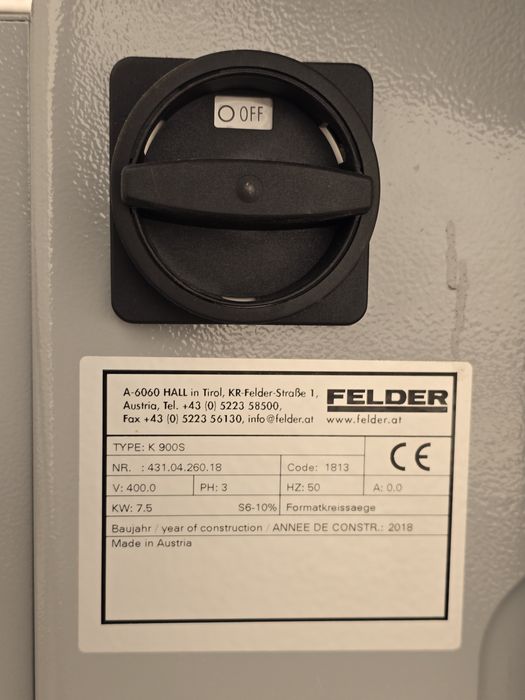 OFF
A-6060 HALL in Tirol, KR-Felder-Straße 1,
Austria, Tel. +43 (0) 5223 58500,
Fax +43 (0) 5223 56130, info@felder.at
FELDER
www.felder.at
TYPE: K 900S
CE
NR. : 431.04.260.18 Code: 1813
V: 400.0 PH: 3 HZ: 50 A: 0.0
KW: 7.5 S6-10% Formatkreissaege
Baujahr / year of construction / ANNEE DE CONSTR.: 2018
Made in Austria